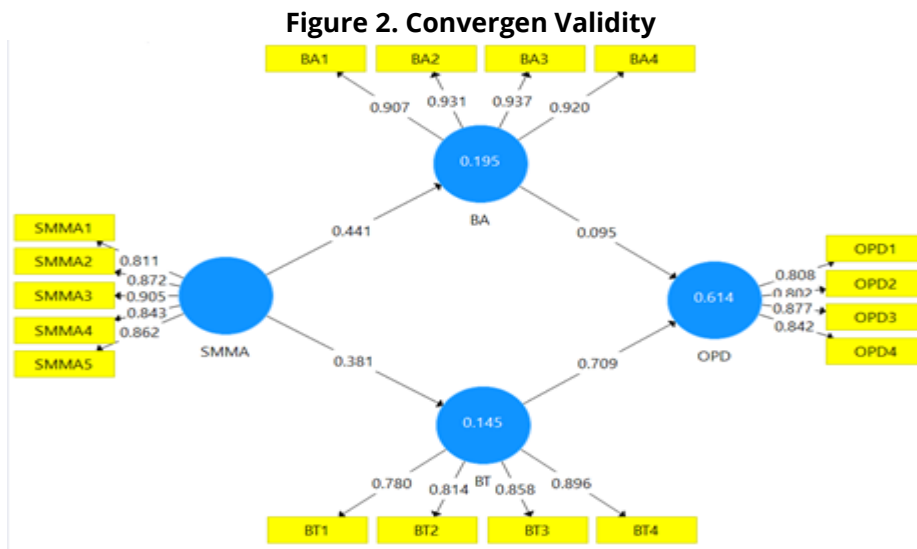 Figure 2. Convergen Validity
BA1 BA2 BA3 BA4
0.907 0.931 0.937 0.920
0.195
BA
0.441
0.095
SMMA1
SMMA2
SMMA3
SMMA4
SMMA5
0.811
0.872
0.905
0.843
0.862
SMMA
OPD1
OPD2
OPD3
OPD4
0.808
0.802
0.877
0.842
0.614
OPD
0.381
0.709
0.145
BT
0.780 0.814 0.858 0.896
BT1 BT2 BT3 BT4